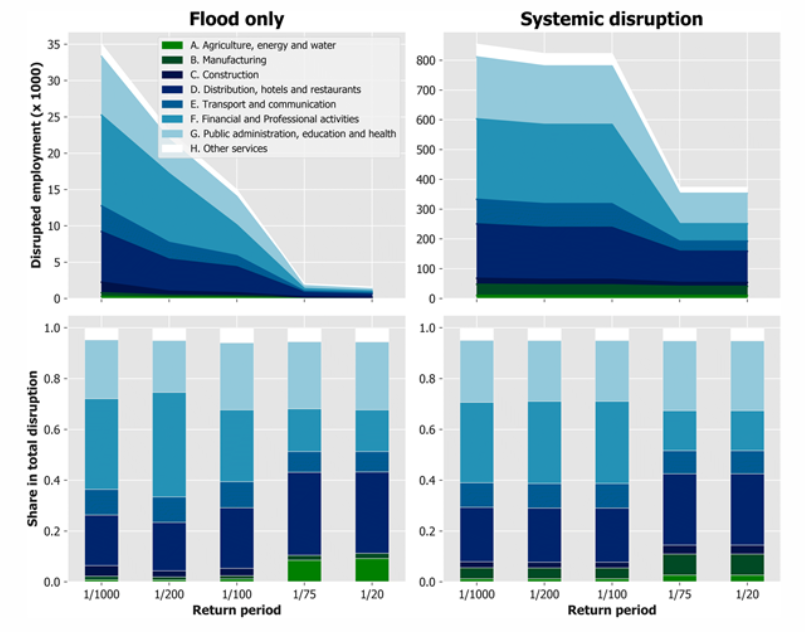 Flood only
Systemic disruption
Disrupted employment (x 1000)
35
30
25
20
15
10
5
0
A. Agriculture, energy and water
B. Manufacturing
C. Construction
D. Distribution, hotels and restaurants
E. Transport and communication
F. Financial and Professional activities
G. Public administration, education and health
H. Other services
800
700
600
500
400
300
200
100
0
Share in total disruption
1.0
0.8
0.6
0.4
0.2
0.0
1/1000 1/200 1/100 1/75 1/20
Return period
1.0
0.8
0.6
0.4
0.2
0.0
1/1000 1/200 1/100 1/75 1/20
Return period